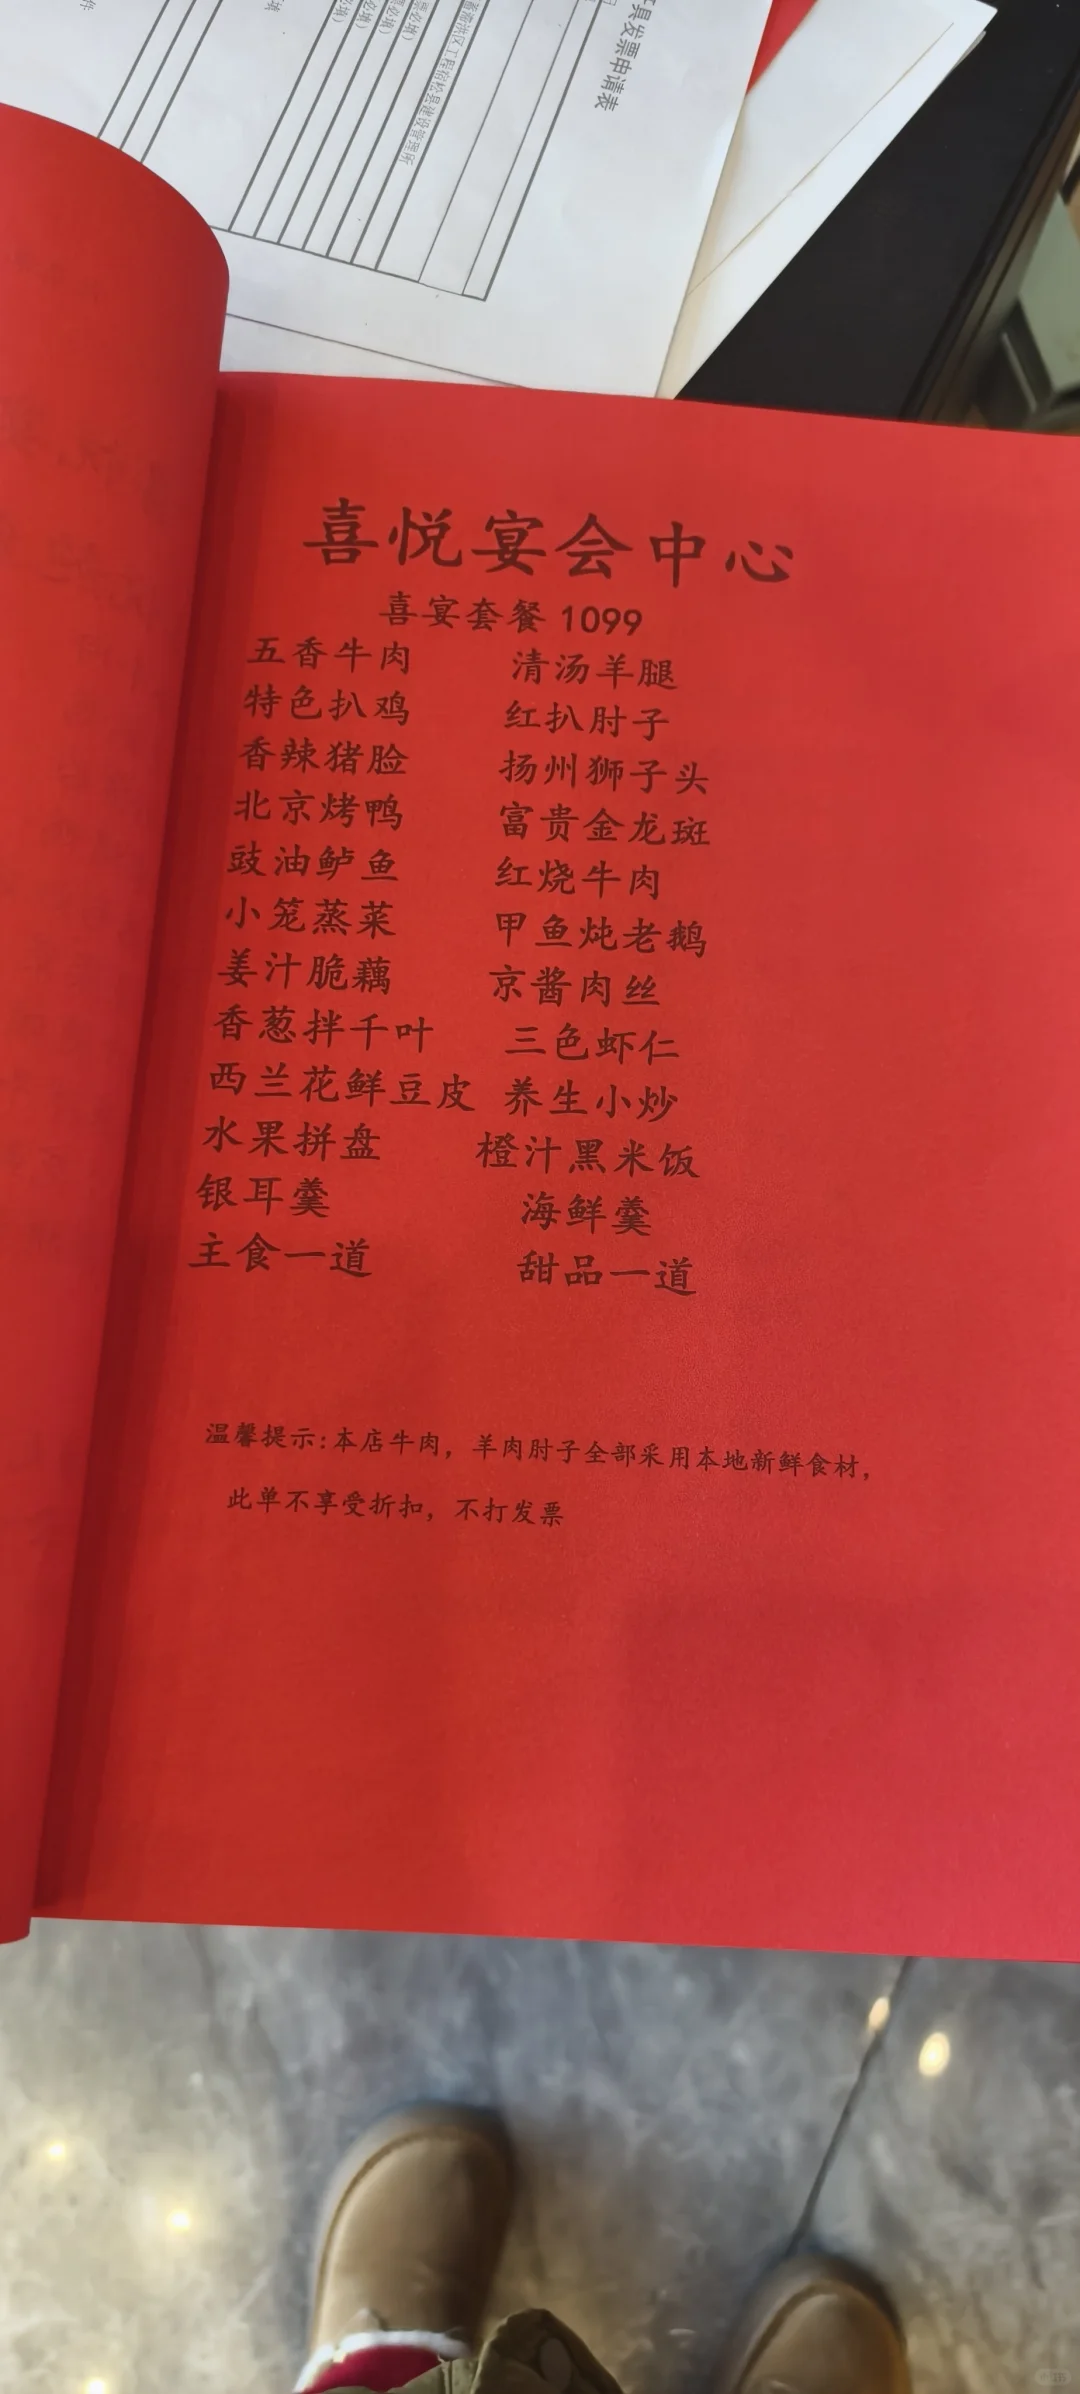 具发票申请表
喜悦宴会中心
喜宴套餐 1099
五香牛肉 清汤羊腿
特色扒鸡 红扒肘子
香辣猪脸 扬州狮子头
北京烤鸭 富贵金龙斑
豉油鲈鱼 红烧牛肉
小笼蒸菜 甲鱼炖老鹅
姜汁脆藕 京酱肉丝
香葱拌千叶 三色虾仁
西兰花鲜豆皮 养生小炒
水果拼盘 橙汁黑米饭
银耳羹 海鲜羹
主食一道 甜品一道
温馨提示:本店牛肉，羊肉肘子全部采用本地新鲜食材，
此单不享受折扣，不打发票